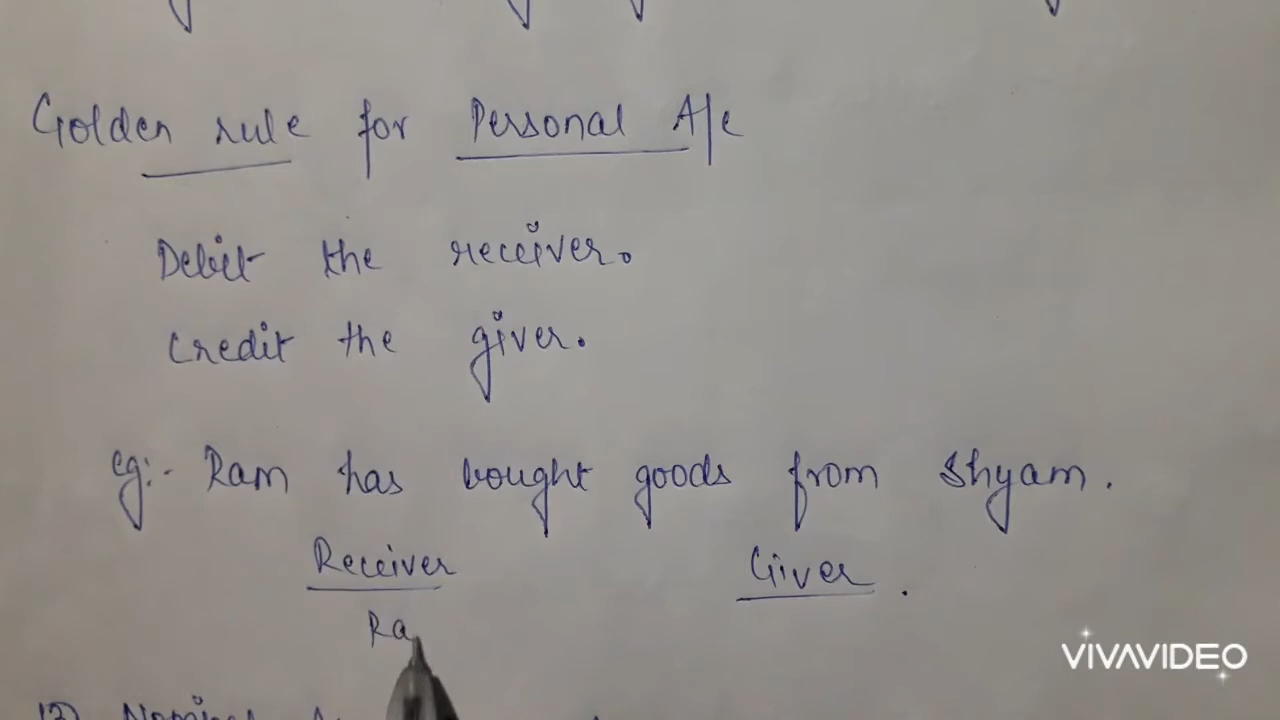 Golden rule for Personal A/c
Debit the receiver.
Credit the giver.
eg:- Ram has bought goods from Shyam.
Receiver Giver.
Ra
VIVAVIDEO